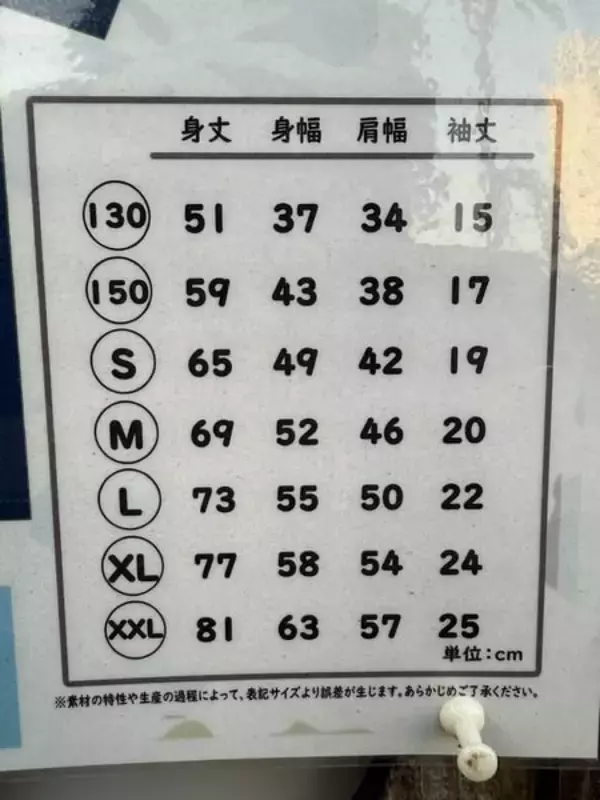 身丈 身幅 肩幅 袖丈
130 51 37 34 15
150 59 43 38 17
S 65 49 42 19
M 69 52 46 20
L 73 55 50 22
XL 77 58 54 24
XXL 81 63 57 25
単位:cm
※素材の特性や生産の過程によって、表記サイズより誤差が生じます。あらかじめご了承ください。